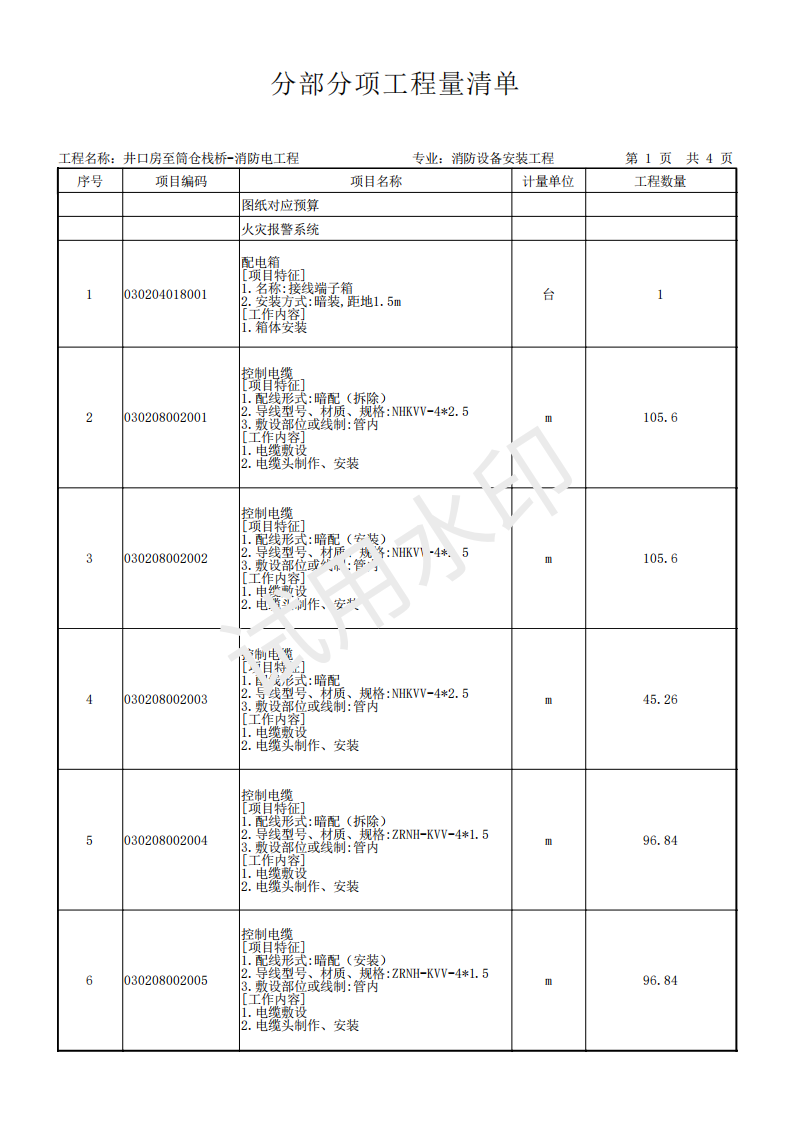 分部分项工程量清单
工程名称：井口房至筒仓栈桥-消防电工程 专业：消防设备安装工程 第 1 页 共 4 页
序号 项目编码 项目名称 计量单位 工程数量
图纸对应预算
火灾报警系统
1 030204018001 台 1
配电箱
[项目特征]
1.名称:接线端子箱
2.安装方式:暗装,距地1.5m
[工作内容]
1.箱体安装
2 030208002001 m 105.6
控制电缆
[项目特征]
1.配线形式:暗配（拆除）
2.导线型号、材质、规格:NHKVV-4*2.5
3.敷设部位或线制:管内
[工作内容]
1.电缆敷设
2.电缆头制作、安装
3 030208002002 m 105.6
控制电缆
[项目特征]
1.配线形式:暗配（安装）
2.导线型号、材质、规格:NHKVV-4*2.5
3.敷设部位或线制:管内
[工作内容]
1.电缆敷设
2.电缆头制作、安装
4 030208002003 m 45.26
控制电缆
[项目特征]
1.配线形式:暗配
2.导线型号、材质、规格:NHKVV-4*2.5
3.敷设部位或线制:管内
[工作内容]
1.电缆敷设
2.电缆头制作、安装
5 030208002004 m 96.84
控制电缆
[项目特征]
1.配线形式:暗配（拆除）
2.导线型号、材质、规格:ZRNH-KVV-4*1.5
3.敷设部位或线制:管内
[工作内容]
1.电缆敷设
2.电缆头制作、安装
6 030208002005 m 96.84
控制电缆
[项目特征]
1.配线形式:暗配（安装）
2.导线型号、材质、规格:ZRNH-KVV-4*1.5
3.敷设部位或线制:管内
[工作内容]
1.电缆敷设
2.电缆头制作、安装
试用水印